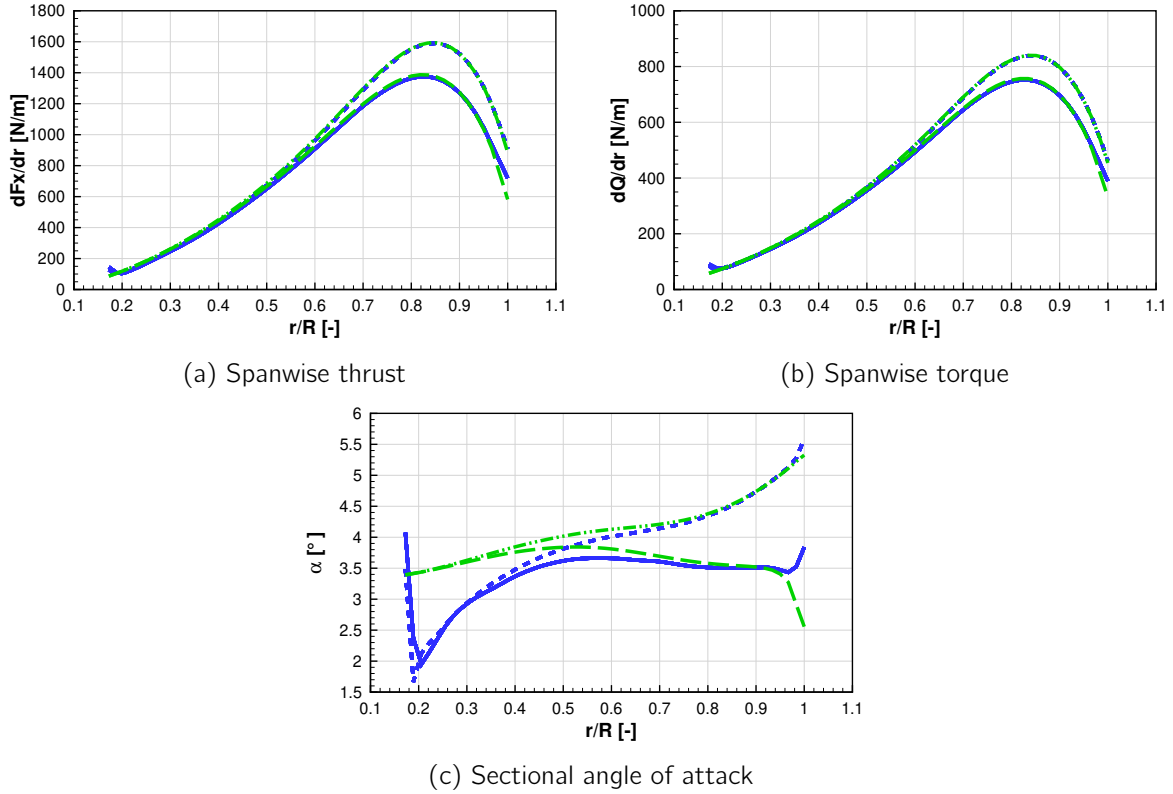 dFx/dr [N/m]
1800
1600
1400
1200
1000
800
600
400
200
0
0.1 0.2 0.3 0.4 0.5 0.6 0.7 0.8 0.9 1 1.1
r/R [-]
(a) Spanwise thrust
dQ/dr [N/m]
1000
800
600
400
200
0
0.1 0.2 0.3 0.4 0.5 0.6 0.7 0.8 0.9 1 1.1
r/R [-]
(b) Spanwise torque
α [°]
6
5.5
5
4.5
4
3.5
3
2.5
2
1.5
0.1 0.2 0.3 0.4 0.5 0.6 0.7 0.8 0.9 1 1.1
r/R [-]
(c) Sectional angle of attack